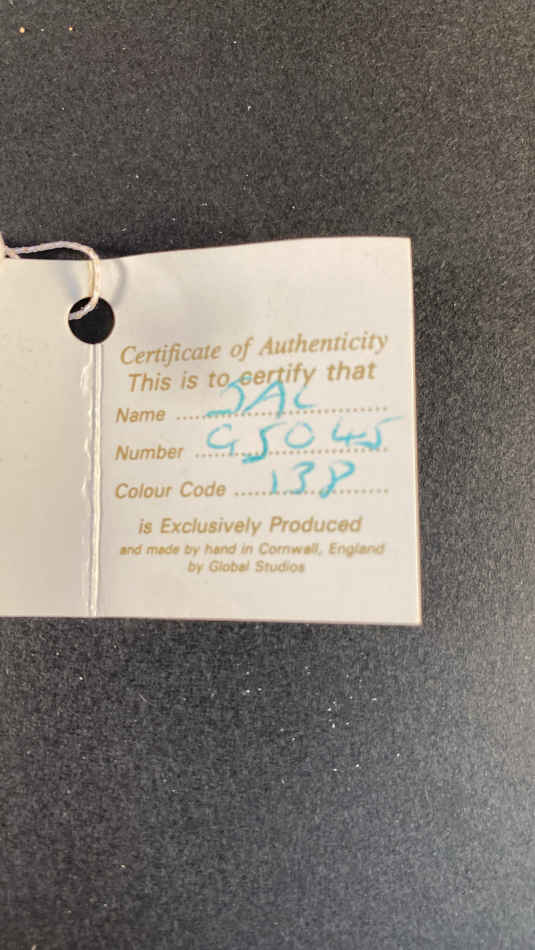 Certificate of Authenticity
This is to certify that
Name ............................
Number G5045
Colour Code 138
is Exclusively Produced
and made by hand in Cornwall, England
by Global Studios